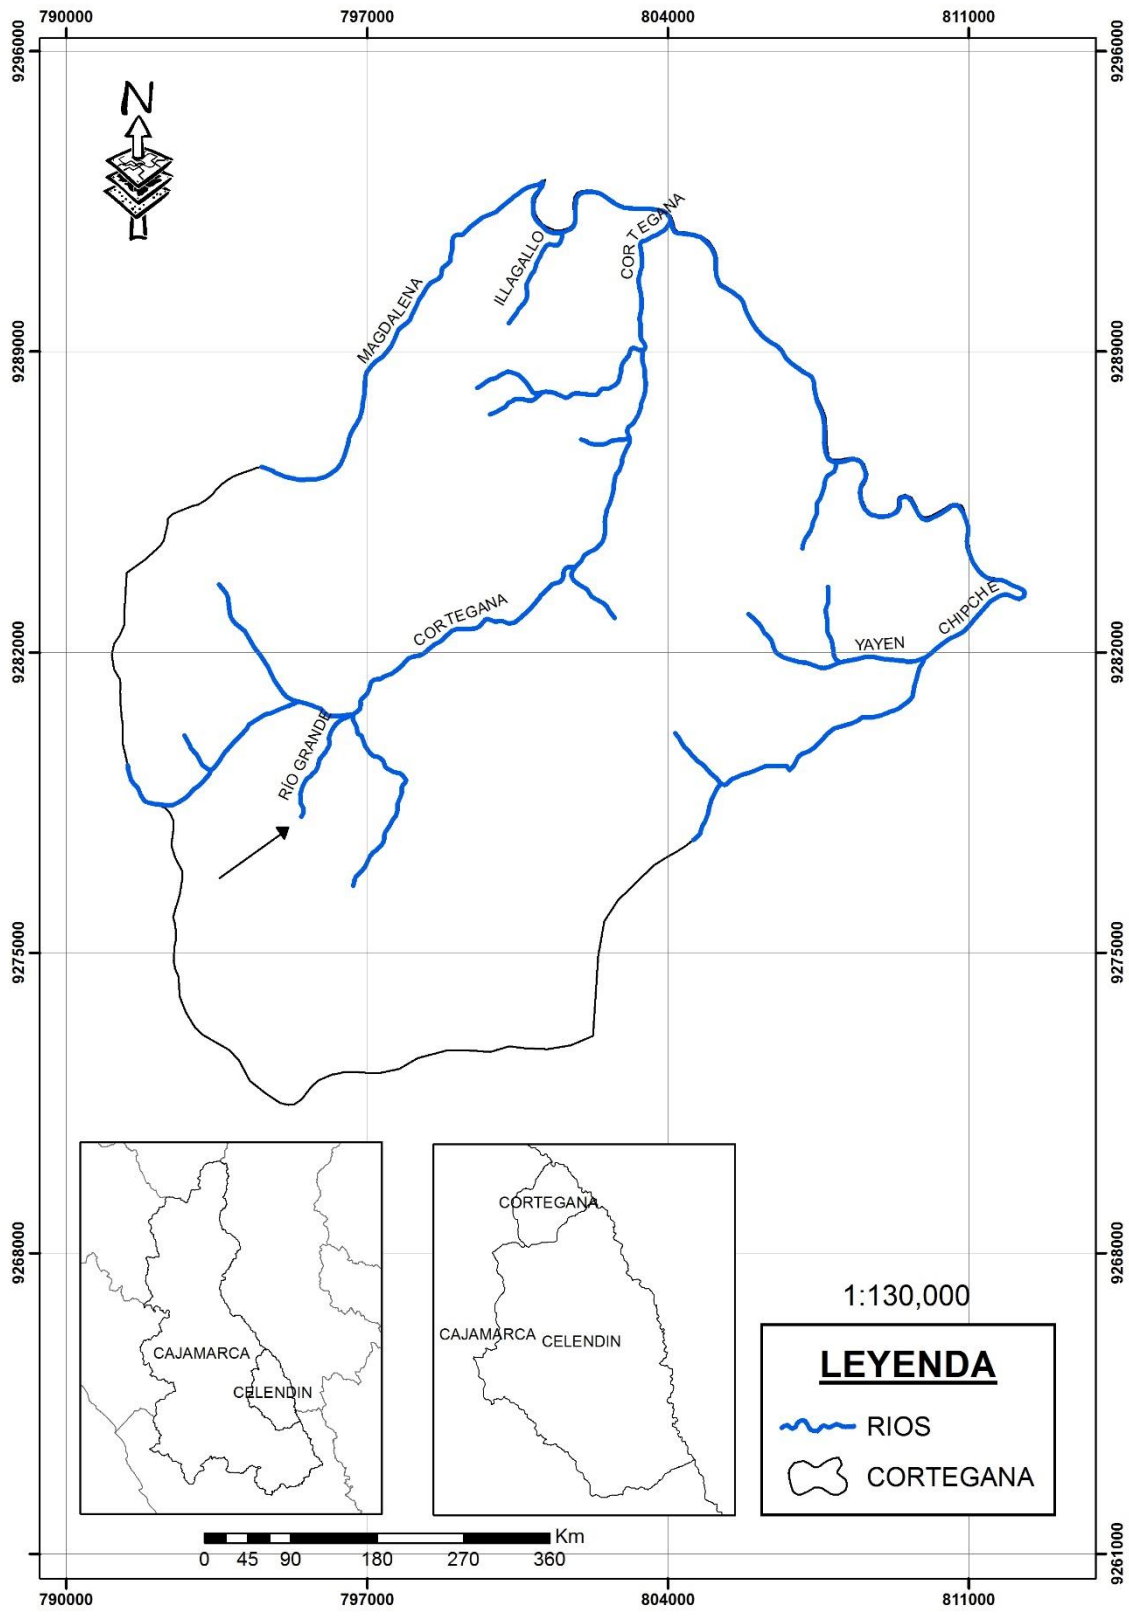 790000 797000 804000 811000
9296000 9296000
N
CORTEGANA
ILLAGALLO
MAGDALENA
9289000 9289000
CORTEGANA
CHIPCHE
YAYEN
9282000 9282000
RÍO GRANDE
9275000 9275000
CORTEGANA
9268000 9268000
1:130,000
CAJAMARCA
CELENDIN
CAJAMARCA
CELENDIN
LEYENDA
RIOS
CORTEGANA
Km
0 45 90 180 270 360
9261000
790000 797000 804000 811000